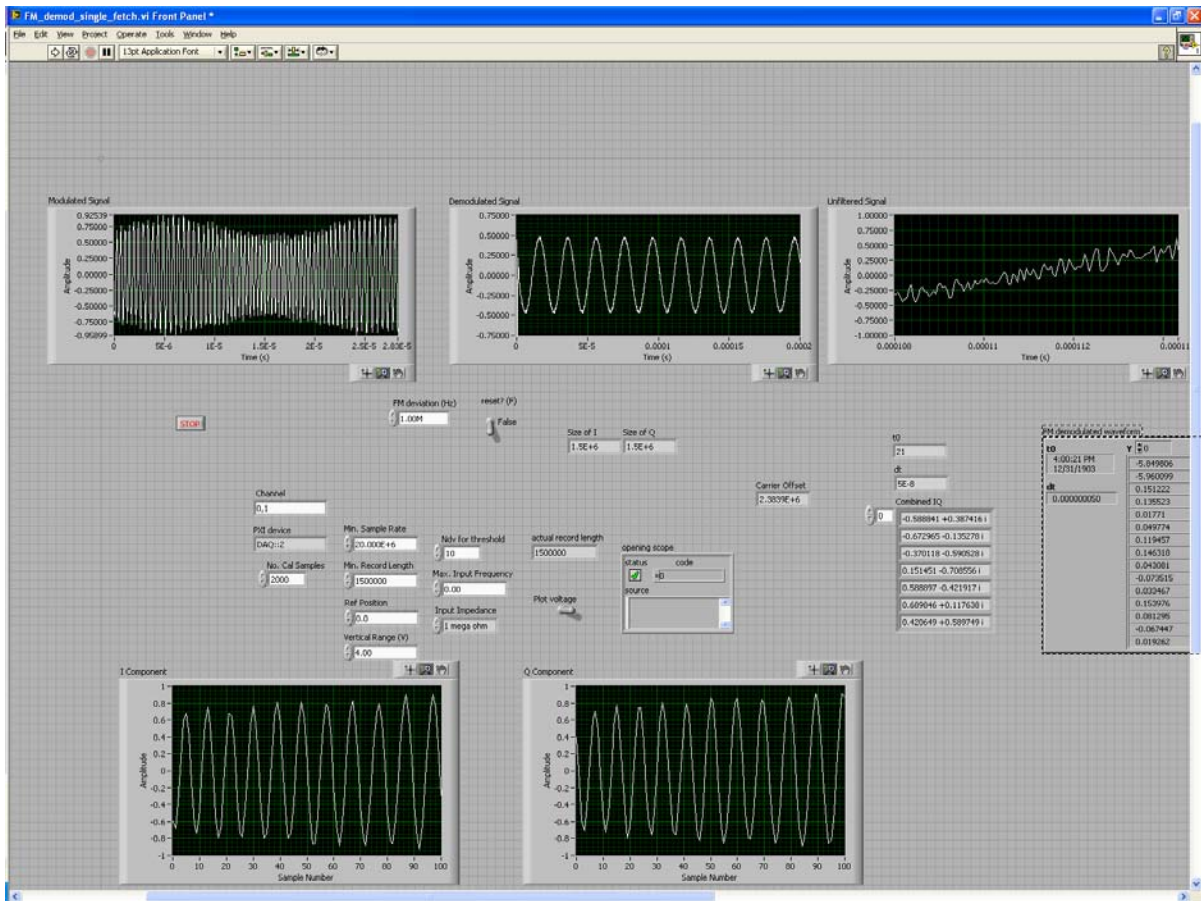 FM_demod_single_fetch.vi Front Panel *
File Edit View Project Operate Tools Window Help
13pt Application Font
Modulated Signal
0.92539
0.75000
0.50000
0.25000
0.00000
-0.25000
-0.50000
-0.75000
-0.95899
Amplitude
0 5E-6 1E-5 1.5E-5 2E-5 2.5E-5 2.83E-5
Time (s)
Demodulated Signal
0.75000
0.50000
0.25000
0.00000
-0.25000
-0.50000
-0.75000
Amplitude
0 5E-5 0.0001 0.00015 0.0002
Time (s)
Unfiltered Signal
1.00000
0.75000
0.50000
0.25000
0.00000
-0.25000
-0.50000
-0.75000
-1.00000
Amplitude
0.000108 0.00011 0.000112 0.00011
Time (s)
STOP
FM deviation (Hz)
1.00M
reset? (F)
False
Size of I Size of Q
1.5E+6 1.5E+6
t0
21
dt
5E-8
Carrier Offset
2.3839E+6
Combined IQ
0
-0.588841 +0.387416 i
-0.672965 -0.135278 i
-0.370118 -0.590528 i
0.151451 -0.708556 i
0.588897 -0.421917 i
0.689046 +0.117638 i
0.420649 +0.589749 i
FM demodulated waveform
t0
4:00:21 PM
12/31/1903
dt
0.000000050
Y 0
-5.849806
-5.960099
0.151222
0.135523
0.01771
0.049774
0.119457
0.146318
0.043081
-0.073515
0.033467
0.153976
0.081295
-0.067447
0.019262
Channel
0,1
PXI device
DAQ::2
No. Cal Samples
2000
Min. Sample Rate
20.000E+6
Min. Record Length
1500000
Ref Position
0.0
Vertical Range (V)
4.00
Ndv for threshold
10
Max. Input Frequency
0.00
Input Impedance
1 mega ohm
actual record length
1500000
Plot voltage
opening scope
status code
0
source
I Component
1
0.8
0.6
0.4
0.2
0
-0.2
-0.4
-0.6
-0.8
-1
Amplitude
0 10 20 30 40 50 60 70 80 90 100
Sample Number
Q Component
1
0.8
0.6
0.4
0.2
0
-0.2
-0.4
-0.6
-0.8
-1
Amplitude
0 10 20 30 40 50 60 70 80 90 100
Sample Number